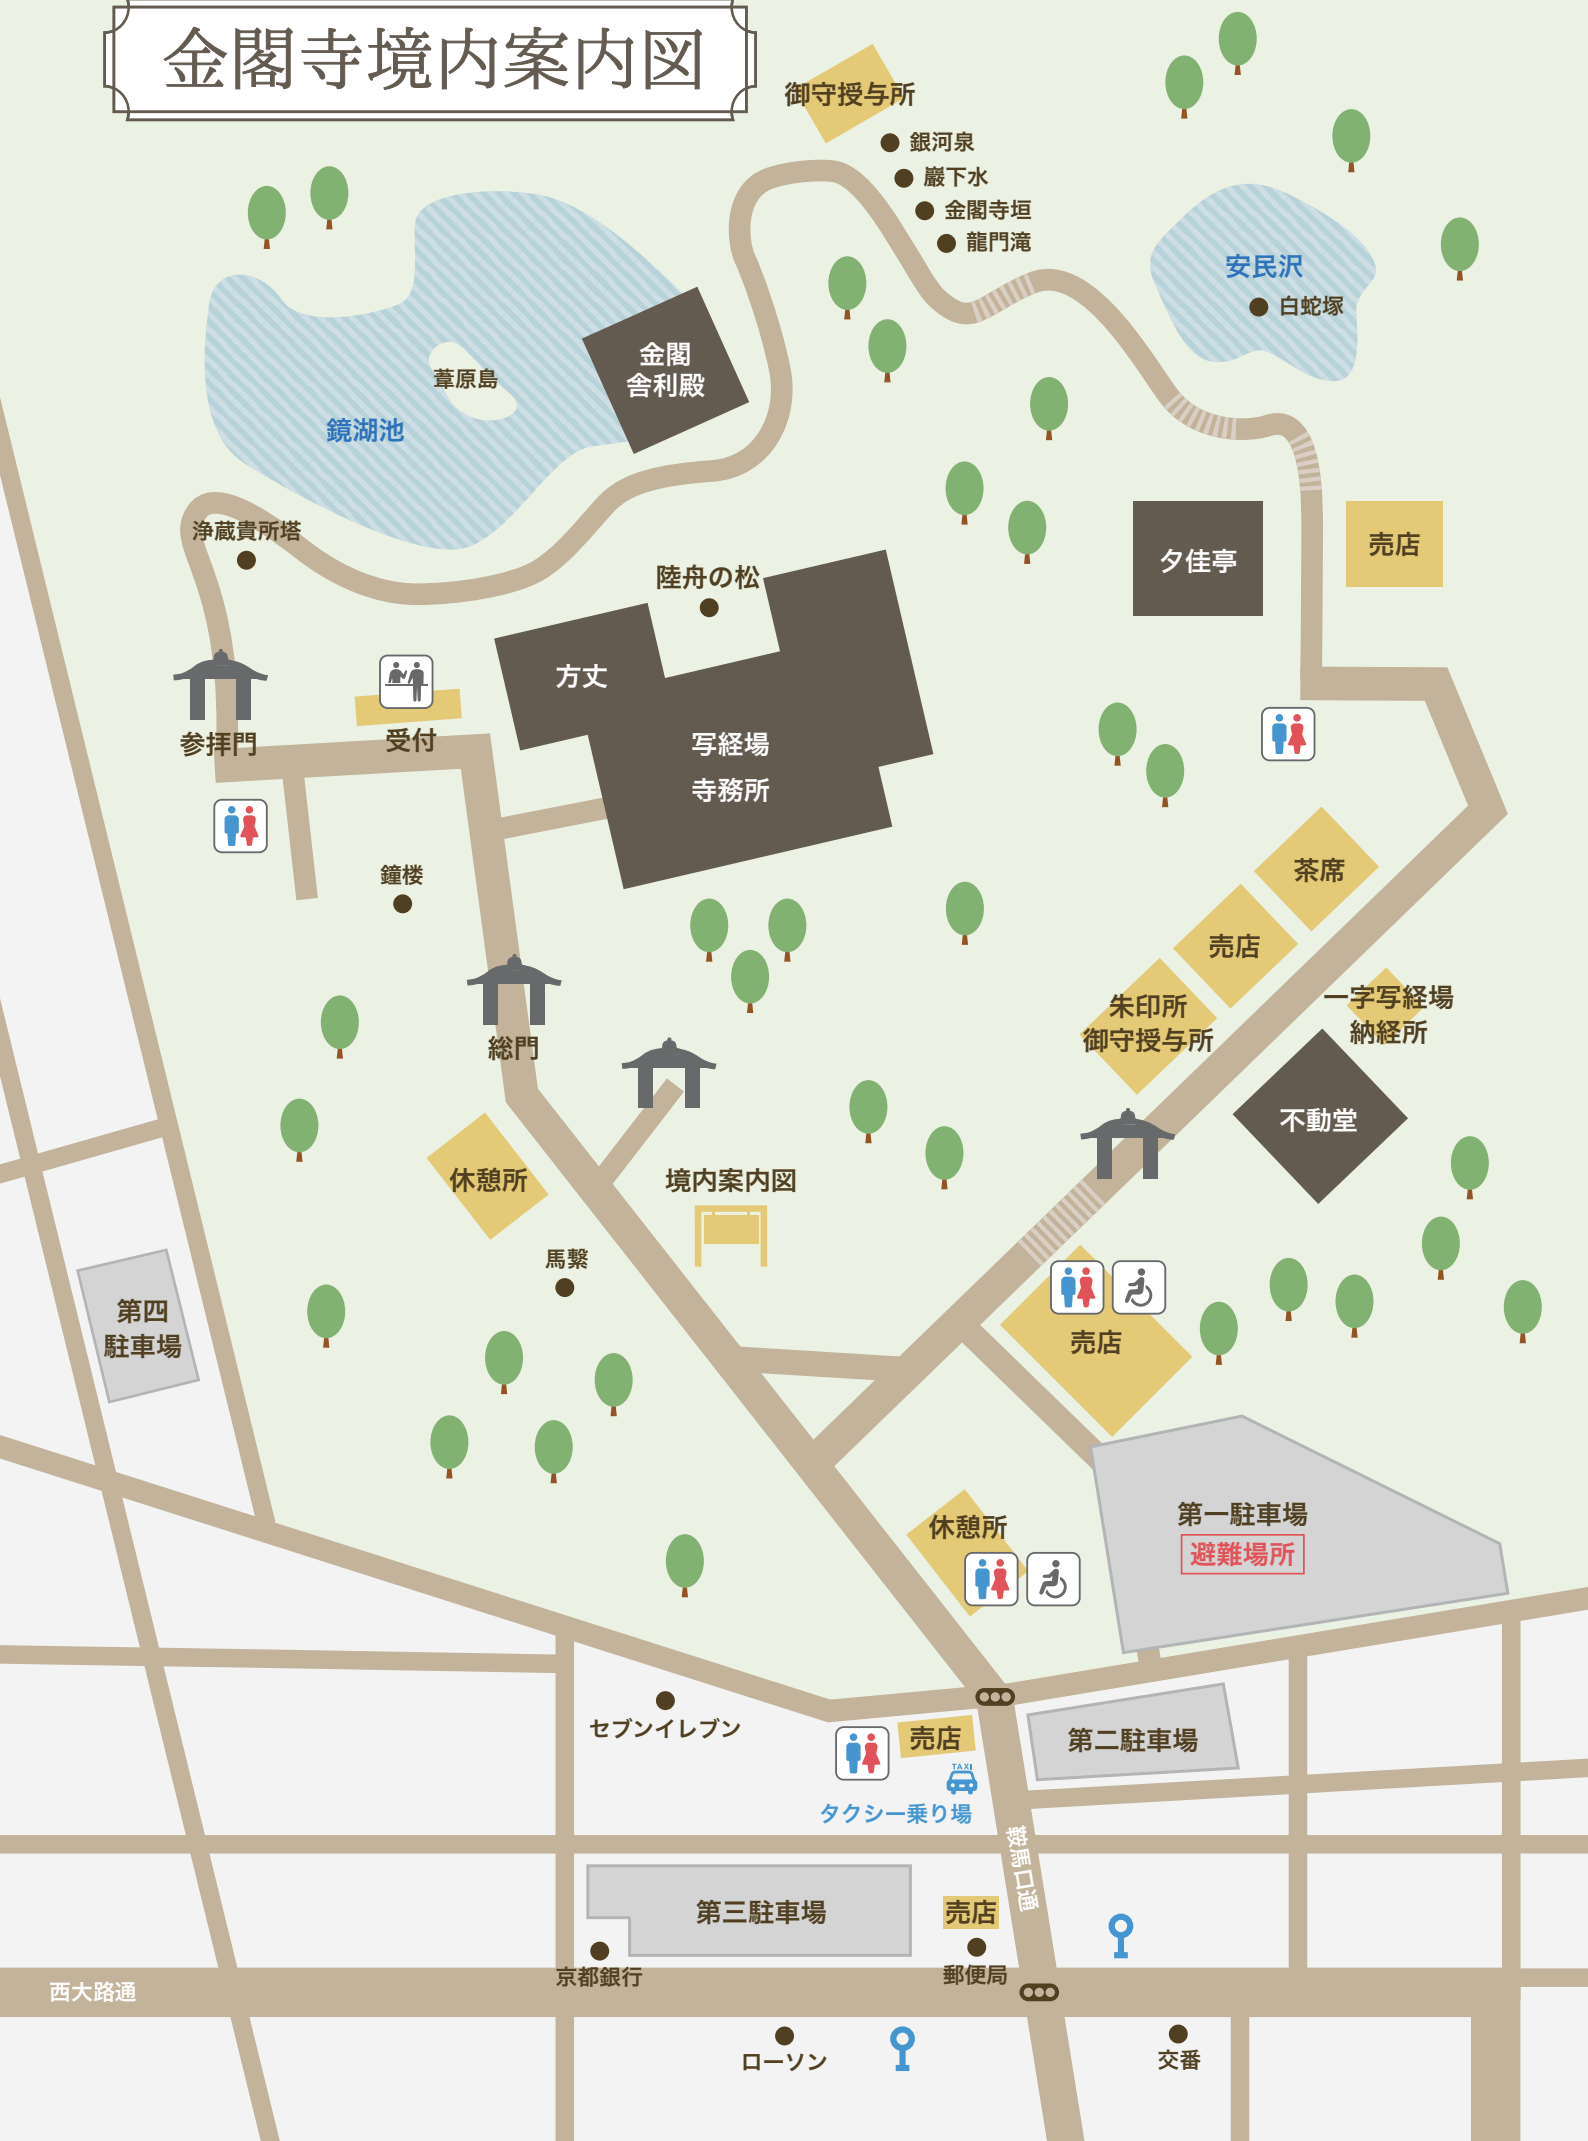 金閣寺境内案内図
御守授与所
銀河泉
巖下水
金閣寺垣
龍門滝
安民沢
白蛇塚
金閣
舎利殿
葦原島
鏡湖池
浄蔵貴所塔
陸舟の松
夕佳亭
売店
方丈
参拝門
受付
写経場
寺務所
鐘楼
茶席
売店
朱印所
御守授与所
一字写経場
納経所
総門
不動堂
休憩所
境内案内図
馬繋
第四
駐車場
売店
休憩所
第一駐車場
避難場所
セブンイレブン
売店
第二駐車場
TAXI
タクシー乗り場
鞍馬口通
第三駐車場
売店
京都銀行
郵便局
西大路通
ローソン
交番